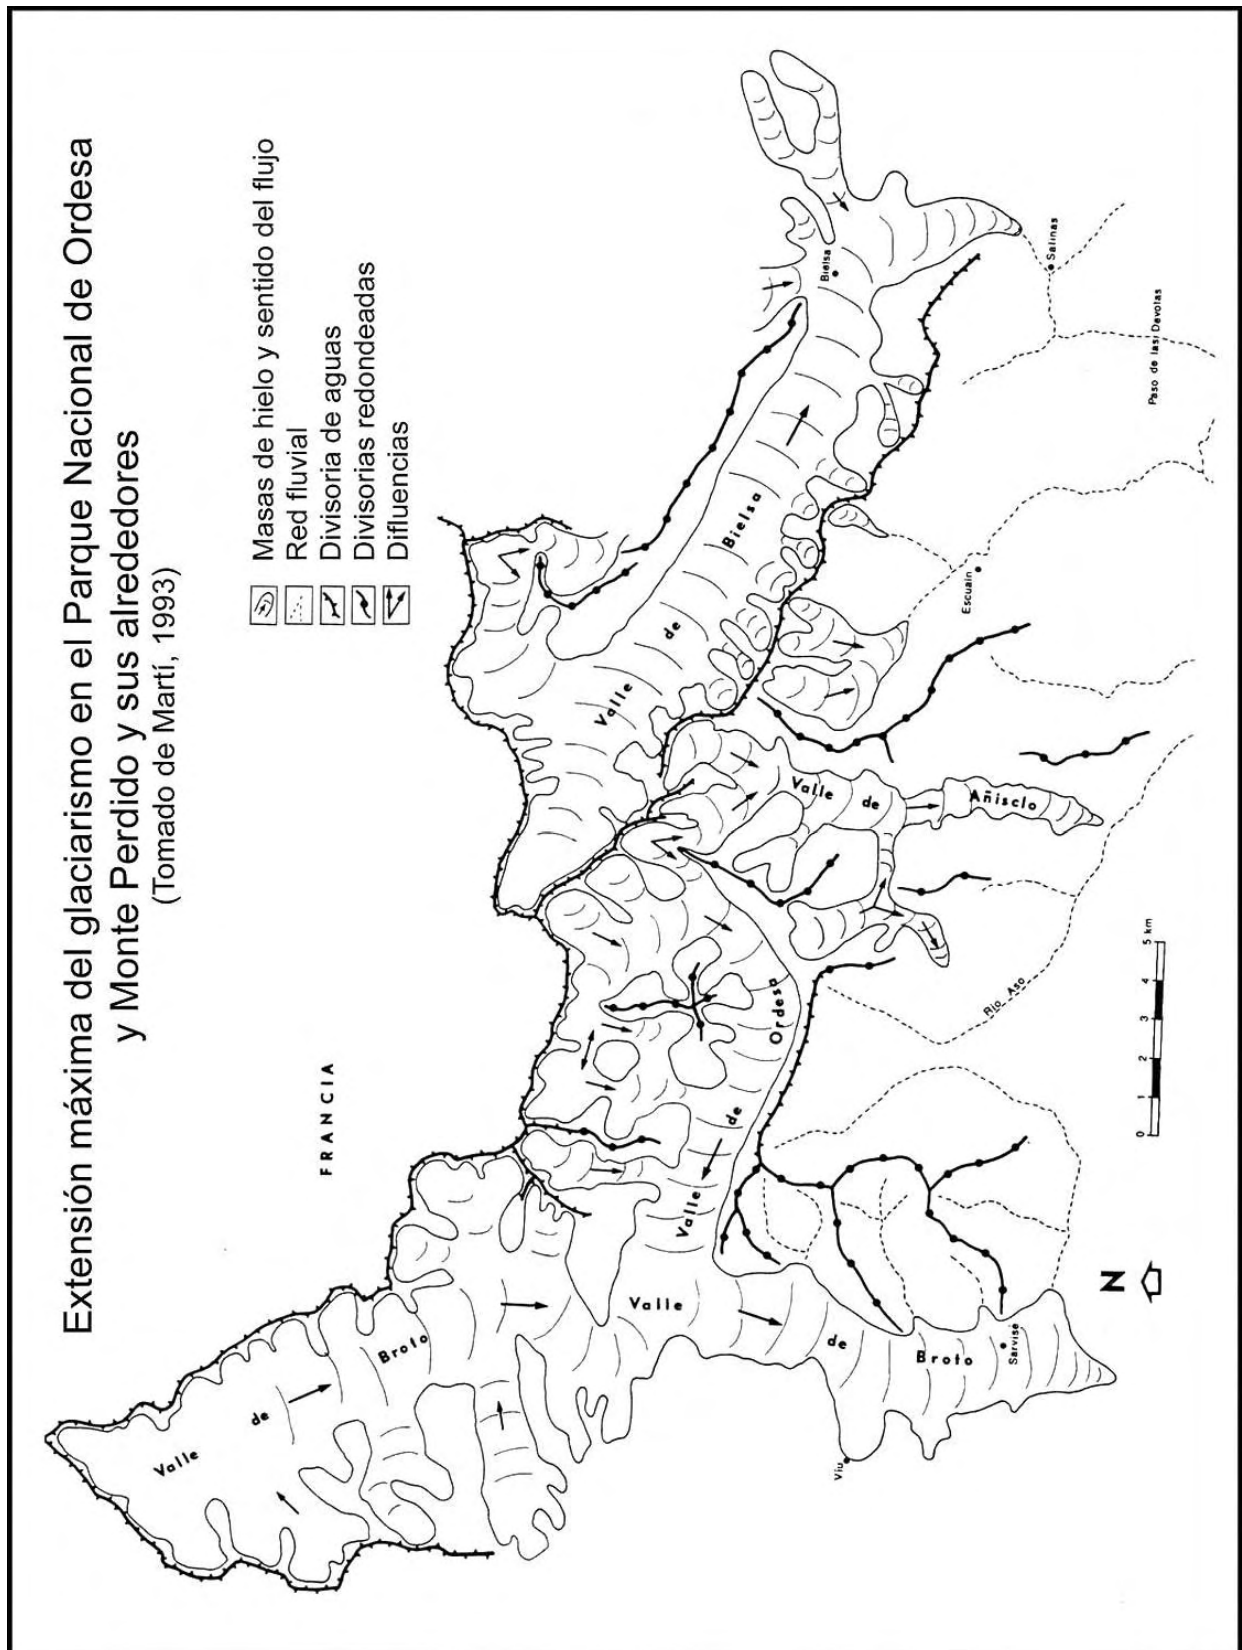 Extensión máxima del glaciarismo en el Parque Nacional de Ordesa
y Monte Perdido y sus alrededores
(Tomado de Martí, 1993)
Masas de hielo y sentido del flujo
Red fluvial
Divisoria de aguas
Divisorias redondeadas
Difluencias
FRANCIA
Valle de Broto
Valle de Broto
Valle de Ordesa
Valle de Añisclo
Valle de Bielsa
Bielsa
Salinas
Paso de las Devotas
Escuain
Río Aso
Viu
Sarvisé
N
0 1 2 3 4 5 km